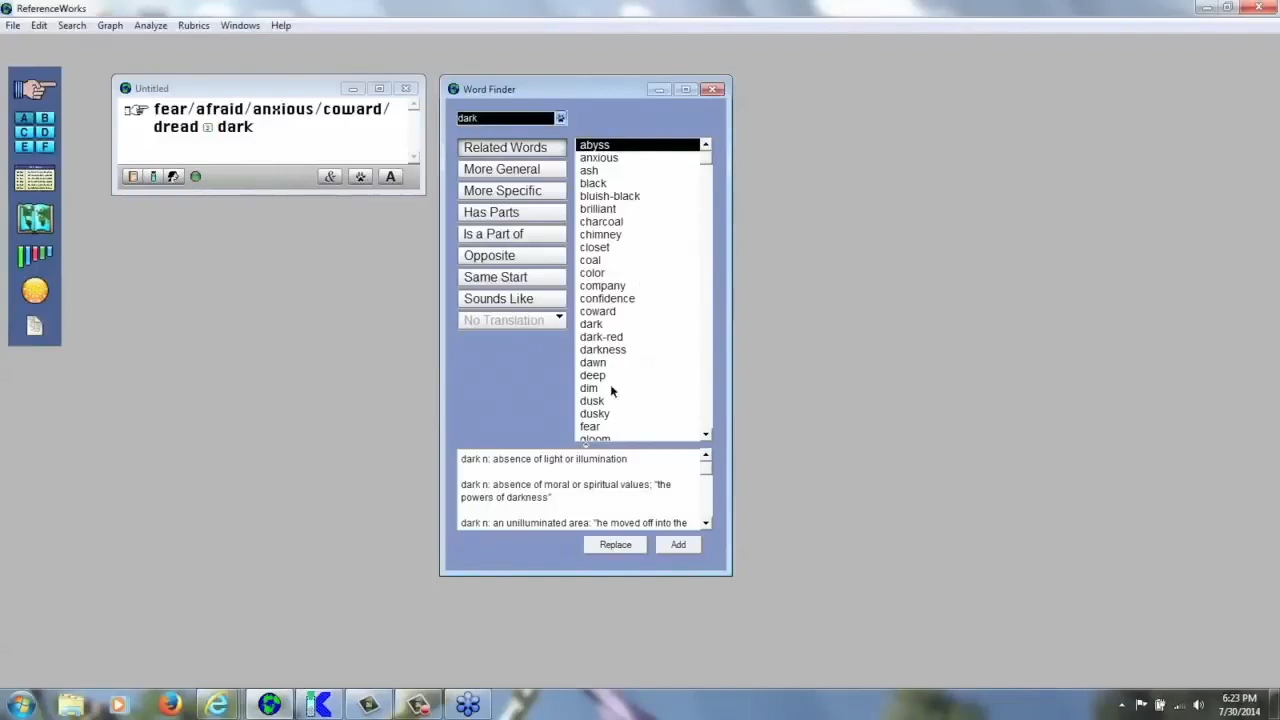 ReferenceWorks
File Edit Search Graph Analyze Rubrics Windows Help
A B
C D
E F
Untitled
fear/afraid/anxious/coward/
dread dark
& A
Word Finder
dark
Related Words
More General
More Specific
Has Parts
Is a Part of
Opposite
Same Start
Sounds Like
No Translation
abyss
anxious
ash
black
bluish-black
brilliant
charcoal
chimney
closet
coal
color
company
confidence
coward
dark
dark-red
darkness
dawn
deep
dim
dusk
dusky
fear
gloom
dark n: absence of light or illumination
dark n: absence of moral or spiritual values; "the
powers of darkness"
dark n: an unilluminated area: "he moved off into the
Replace Add
6:23 PM
7/30/2014